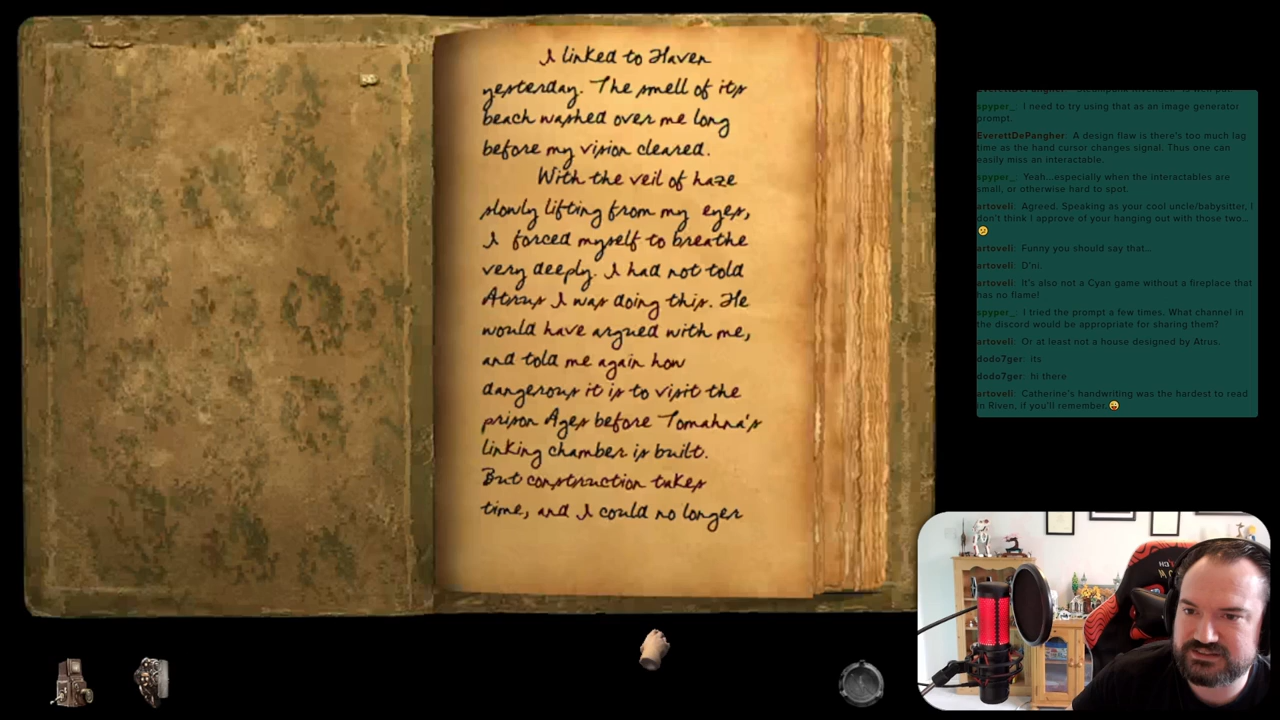 I linked to Haven
yesterday. The smell of its
beach washed over me long
before my vision cleared.
With the veil of haze
slowly lifting from my eyes,
I forced myself to breathe
very deeply. I had not told
Atrus I was doing this. He
would have argued with me,
and told me again how
dangerous it is to visit the
prison Ages before Tomahna's
linking chamber is built.
But construction takes
time, and I could no longer
spyper_: I need to try using that as an image generator
prompt.
EverettDePangher: A design flaw is there's too much lag
time as the hand cursor changes signal. Thus one can
easily miss an interactable.
spyper_: Yeah...especially when the interactables are
small, or otherwise hard to spot.
artoveli: Agreed. Speaking as your cool uncle/babysitter, I
don't think I approve of your hanging out with those two...
😕
artoveli: Funny you should say that...
artoveli: D'ni.
artoveli: It's also not a Cyan game without a fireplace that
has no flame!
spyper_: I tried the prompt a few times. What channel in
the discord would be appropriate for sharing them?
artoveli: Or at least not a house designed by Atrus.
dodo7ger: its
dodo7ger: hi there
artoveli: Catherine's handwriting was the hardest to read
in Riven, if you'll remember.😀